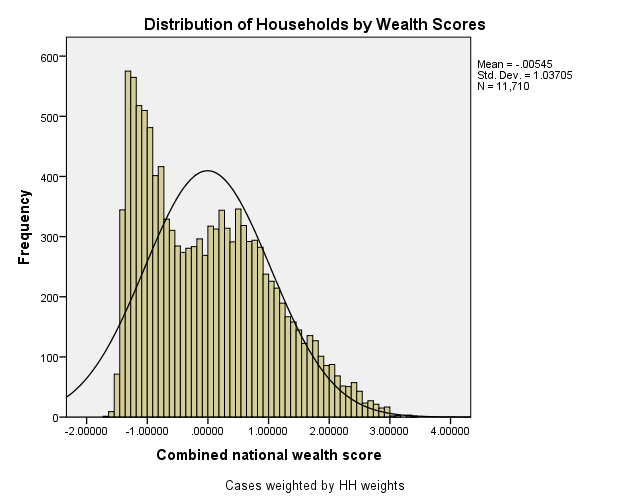 Distribution of Households by Wealth Scores
Mean = -.00545
Std. Dev. = 1.03705
N = 11,710
600
500
400
300
200
100
0
Frequency
-2.00000 -1.00000 .00000 1.00000 2.00000 3.00000 4.00000
Combined national wealth score
Cases weighted by HH weights